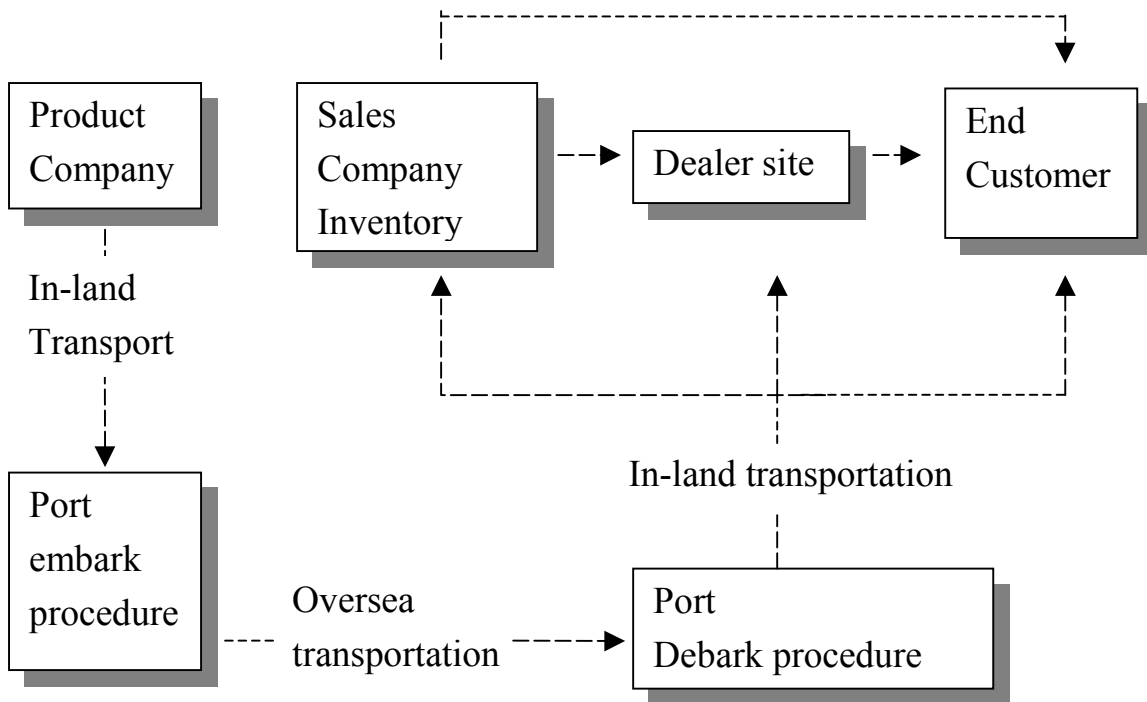 Product
Company
Sales
Company
Inventory
Dealer site
End
Customer
In-land
Transport
In-land transportation
Port
embark
procedure
Oversea
transportation
Port
Debark procedure